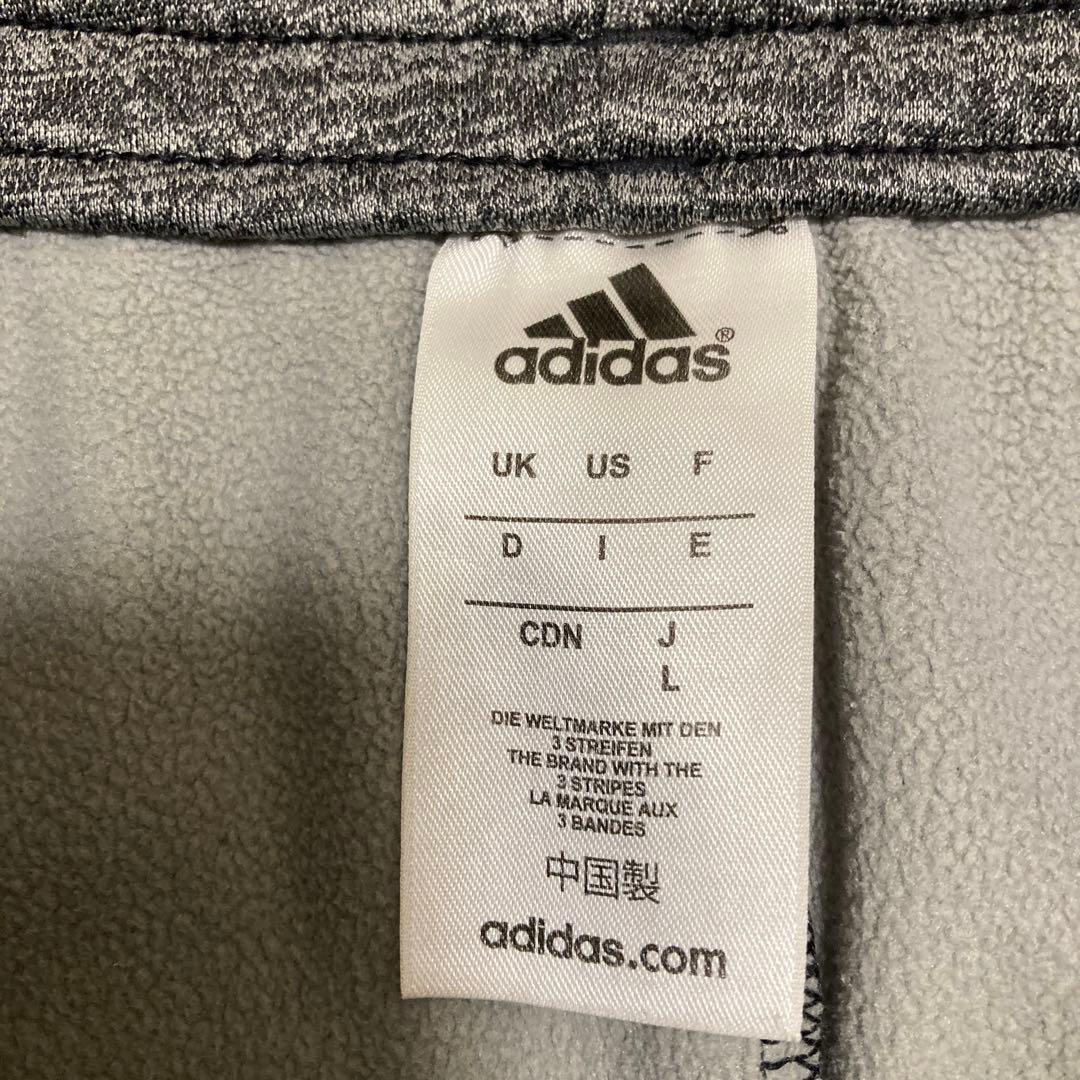 adidas®
UK US F
D I E
CDN J
L
DIE WELTMARKE MIT DEN
3 STREIFEN
THE BRAND WITH THE
3 STRIPES
LA MARQUE AUX
3 BANDES
中国製
adidas.com